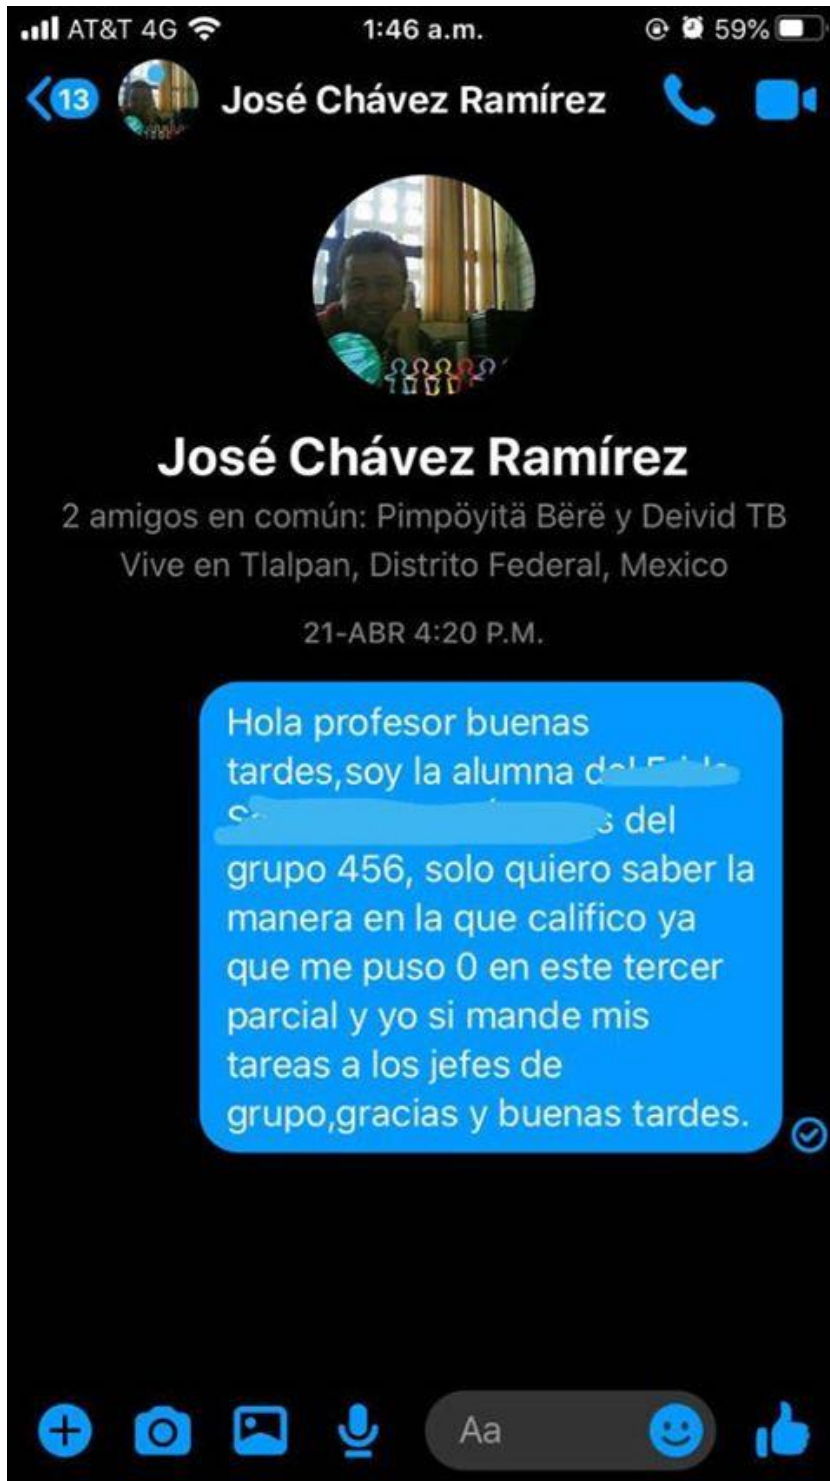 AT&T 4G 1:46 a.m. 59%
13 José Chávez Ramírez
José Chávez Ramírez
2 amigos en común: Pimpöyitä Bërë y Deivid TB
Vive en Tlalpan, Distrito Federal, Mexico
21-ABR 4:20 P.M.
Hola profesor buenas
tardes,soy la alumna
del
grupo 456, solo quiero saber la
manera en la que califico ya
que me puso 0 en este tercer
parcial y yo si mande mis
tareas a los jefes de
grupo,gracias y buenas tardes.
Aa